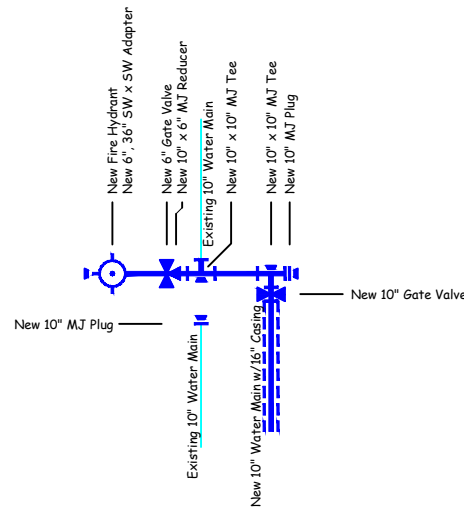 New Fire Hydrant
New 6", 36" SW x SW Adapter
New 6" Gate Valve
New 10" x 6" MJ Reducer
Existing 10" Water Main
New 10" x 10" MJ Tee
New 10" x 10" MJ Tee
New 10" MJ Plug
New 10" Gate Valve
New 10" MJ Plug
Existing 10" Water Main
New 10" Water Main w/16" Casing